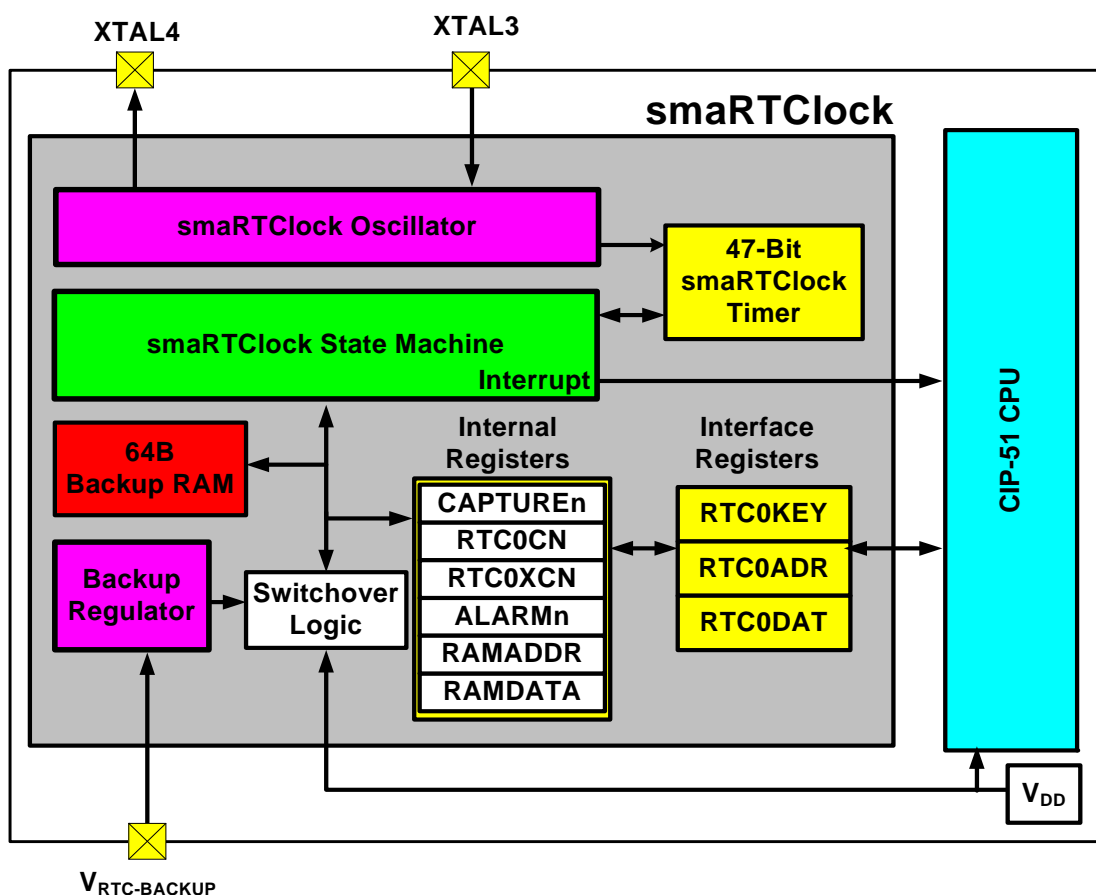 XTAL4
XTAL3
smaRTClock
smaRTClock Oscillator
47-Bit
smaRTClock
Timer
smaRTClock State Machine
Interrupt
64B
Backup RAM
Internal
Registers
Interface
Registers
CAPTUREn
RTC0CN
RTC0XCN
ALARMn
RAMADDR
RAMDATA
RTC0KEY
RTC0ADR
RTC0DAT
Backup
Regulator
Switchover
Logic
CIP-51 CPU
VDD
VRTC-BACKUP